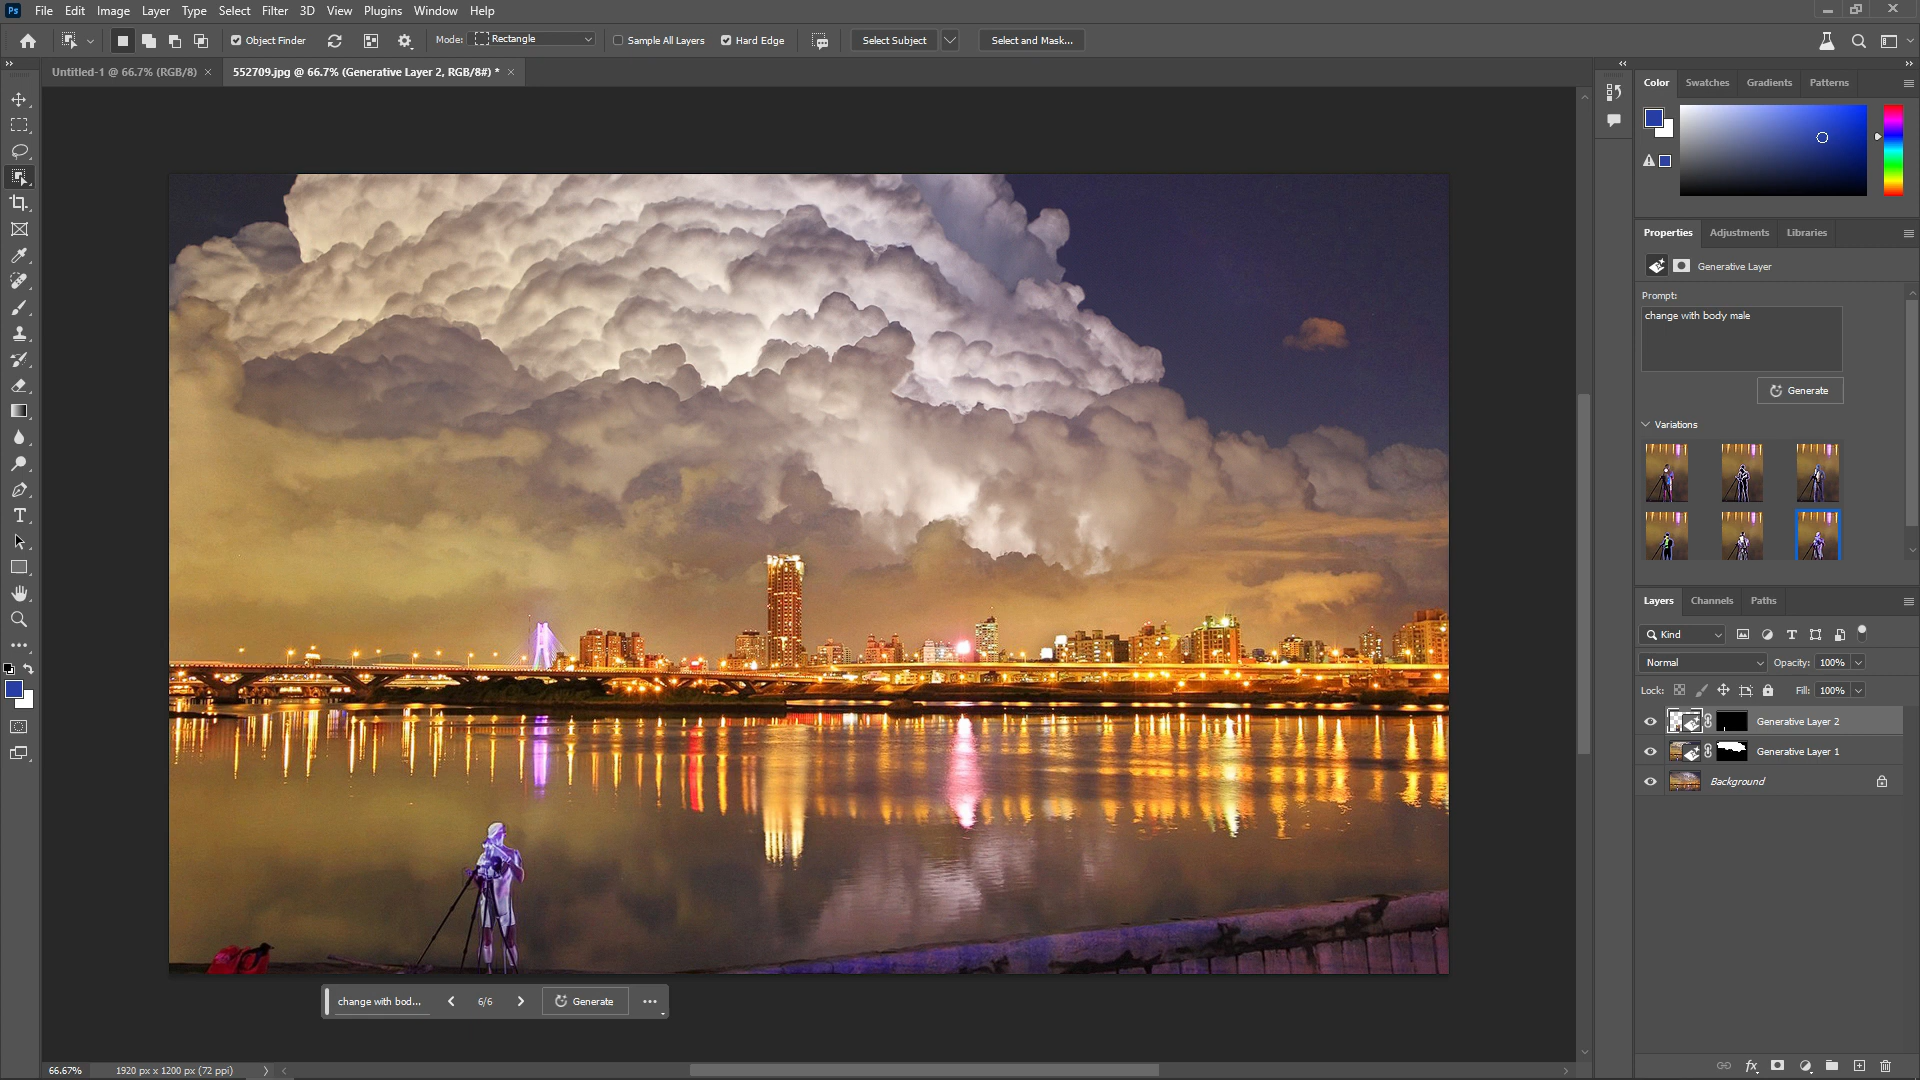 Ps File Edit Image Layer Type Select Filter 3D View Plugins Window Help
Object Finder Mode: Rectangle Sample All Layers Hard Edge Select Subject Select and Mask...
Untitled-1 @ 66.7% (RGB/8) × 552709.jpg @ 66.7% (Generative Layer 2, RGB/8#) * ×
Color Swatches Gradients Patterns
Properties Adjustments Libraries
Generative Layer
Prompt:
change with body male
Generate
Variations
Layers Channels Paths
Kind
Normal Opacity: 100%
Lock: Fill: 100%
Generative Layer 2
Generative Layer 1
Background
change with bod... 6/6 Generate
66.67% 1920 px x 1200 px (72 ppi)